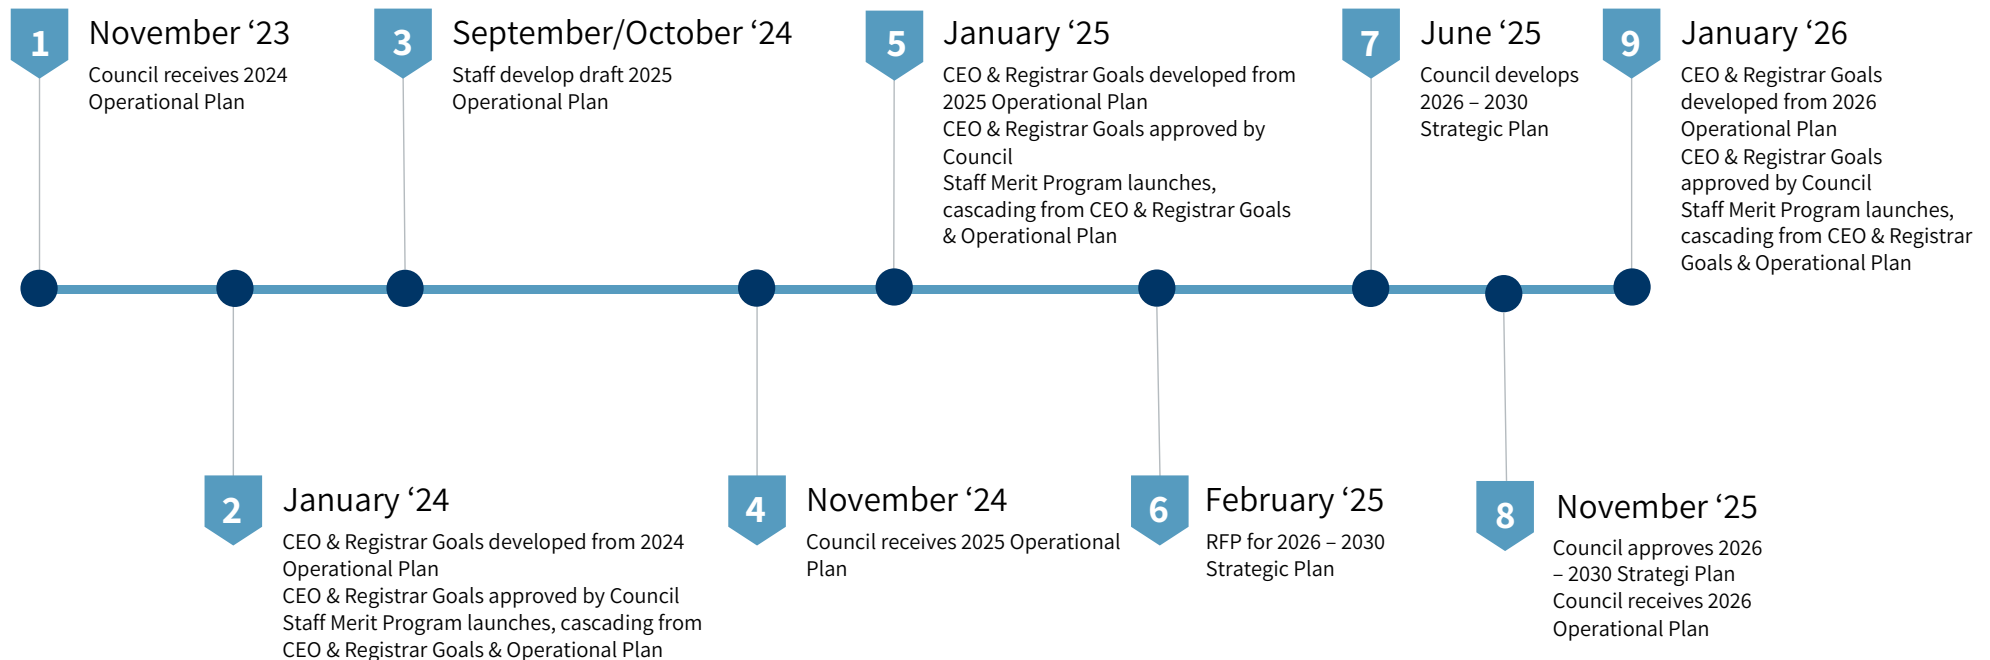 1
November ‘23
Council receives 2024
Operational Plan
2
January ‘24
CEO & Registrar Goals developed from 2024
Operational Plan
CEO & Registrar Goals approved by Council
Staff Merit Program launches, cascading from
CEO & Registrar Goals & Operational Plan
3
September/October ‘24
Staff develop draft 2025
Operational Plan
4
November ‘24
Council receives 2025 Operational
Plan
5
January ‘25
CEO & Registrar Goals developed from
2025 Operational Plan
CEO & Registrar Goals approved by
Council
Staff Merit Program launches,
cascading from CEO & Registrar Goals
& Operational Plan
6
February ‘25
RFP for 2026 – 2030
Strategic Plan
7
June ‘25
Council develops
2026 – 2030
Strategic Plan
8
November ‘25
Council approves 2026
– 2030 Strategi Plan
Council receives 2026
Operational Plan
9
January ‘26
CEO & Registrar Goals
developed from 2026
Operational Plan
CEO & Registrar Goals
approved by Council
Staff Merit Program launches,
cascading from CEO & Registrar
Goals & Operational Plan